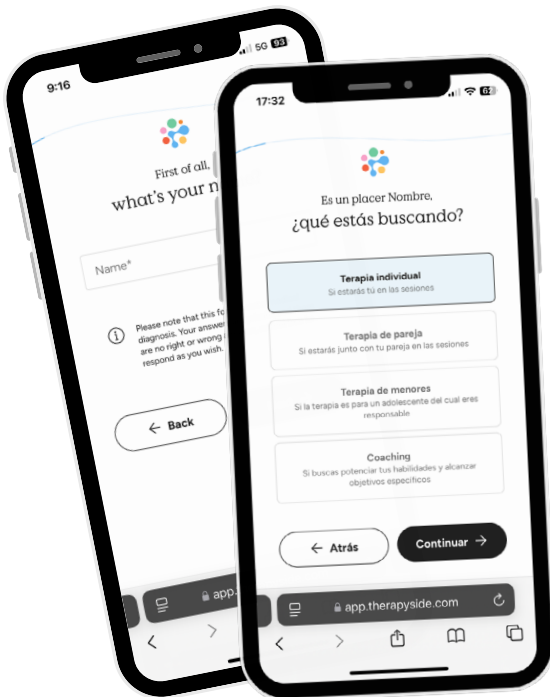 9:16
5G 93
First of all,
what's your n
Name*
Please note that this fo
diagnosis. Your answe
are no right or wrong
respond as you wish.
← Back
app.
17:32
62
Es un placer Nombre,
¿qué estás buscando?
Terapia individual
Si estarás tú en las sesiones
Terapia de pareja
Si estarás junto con tu pareja en las sesiones
Terapia de menores
Si la terapia es para un adolescente del cual eres
responsable
Coaching
Si buscas potenciar tus habilidades y alcanzar
objetivos específicos
← Atrás
Continuar →
app.therapyside.com